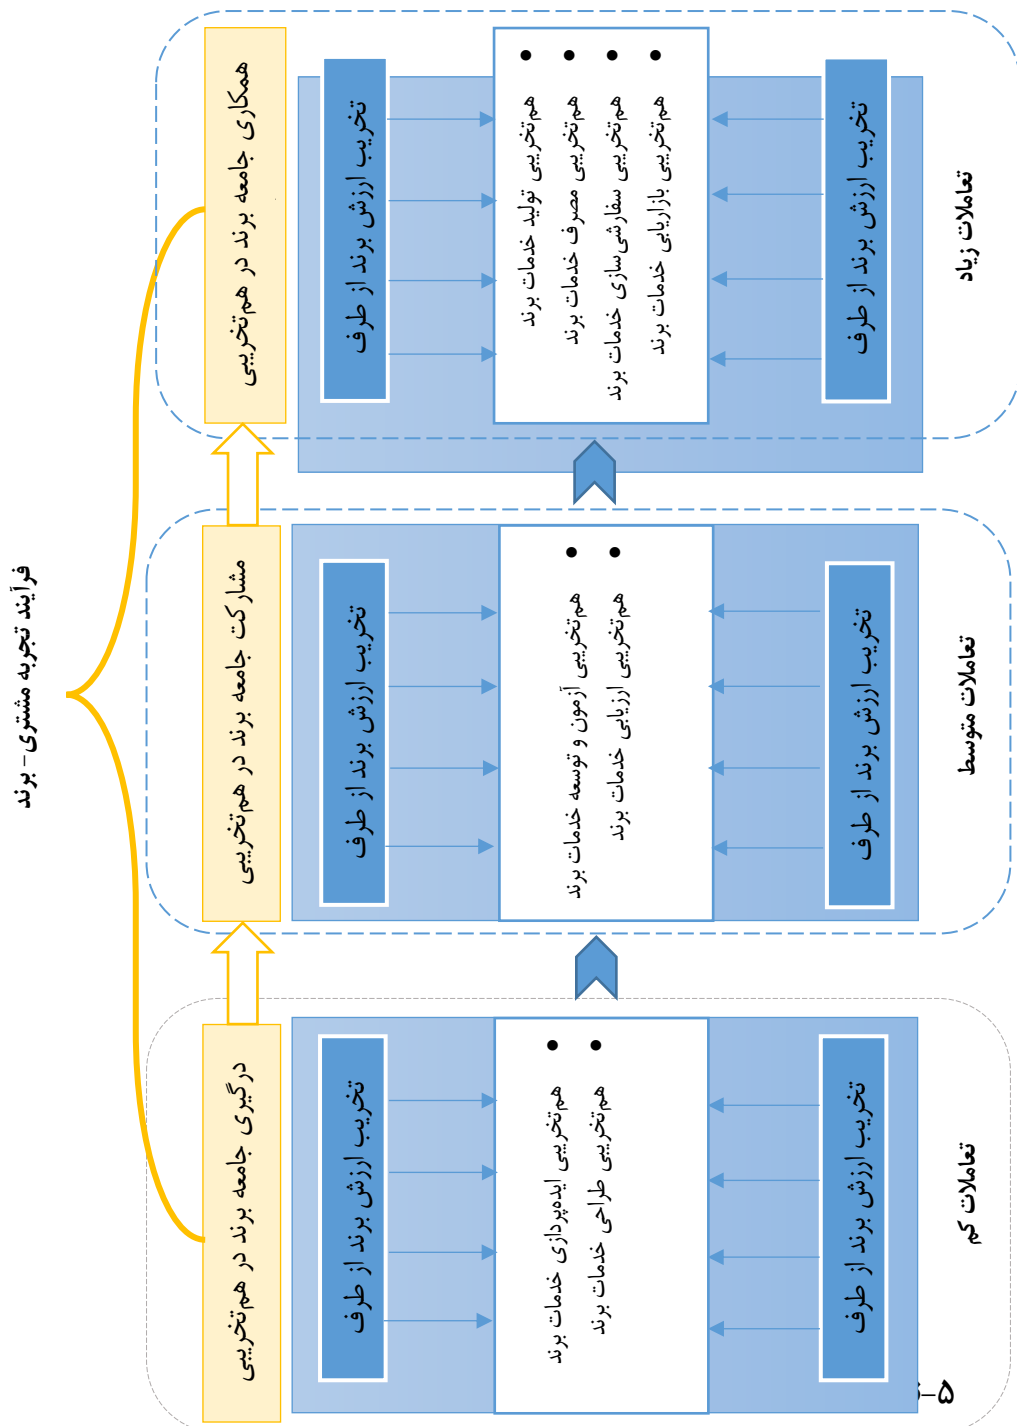 فرآیند تجربه مشتری- برند
همکاری جامعه برند در هم‌تخریبی
تخریب ارزش برند از طرف
هم‌تخریبی تولید خدمات برند
هم‌تخریبی مصرف خدمات برند
هم‌تخریبی سفارشی‌سازی خدمات برند
هم‌تخریبی بازاریابی خدمات برند
تخریب ارزش برند از طرف
تعاملات زیاد
مشارکت جامعه برند در هم‌تخریبی
تخریب ارزش برند از طرف
هم‌تخریبی آزمون و توسعه خدمات برند
هم‌تخریبی ارزیابی خدمات برند
تخریب ارزش برند از طرف
تعاملات متوسط
درگیری جامعه برند در هم‌تخریبی
تخریب ارزش برند از طرف
هم‌تخریبی ایده‌پردازی خدمات برند
هم‌تخریبی طراحی خدمات برند
تخریب ارزش برند از طرف
تعاملات کم
۵-